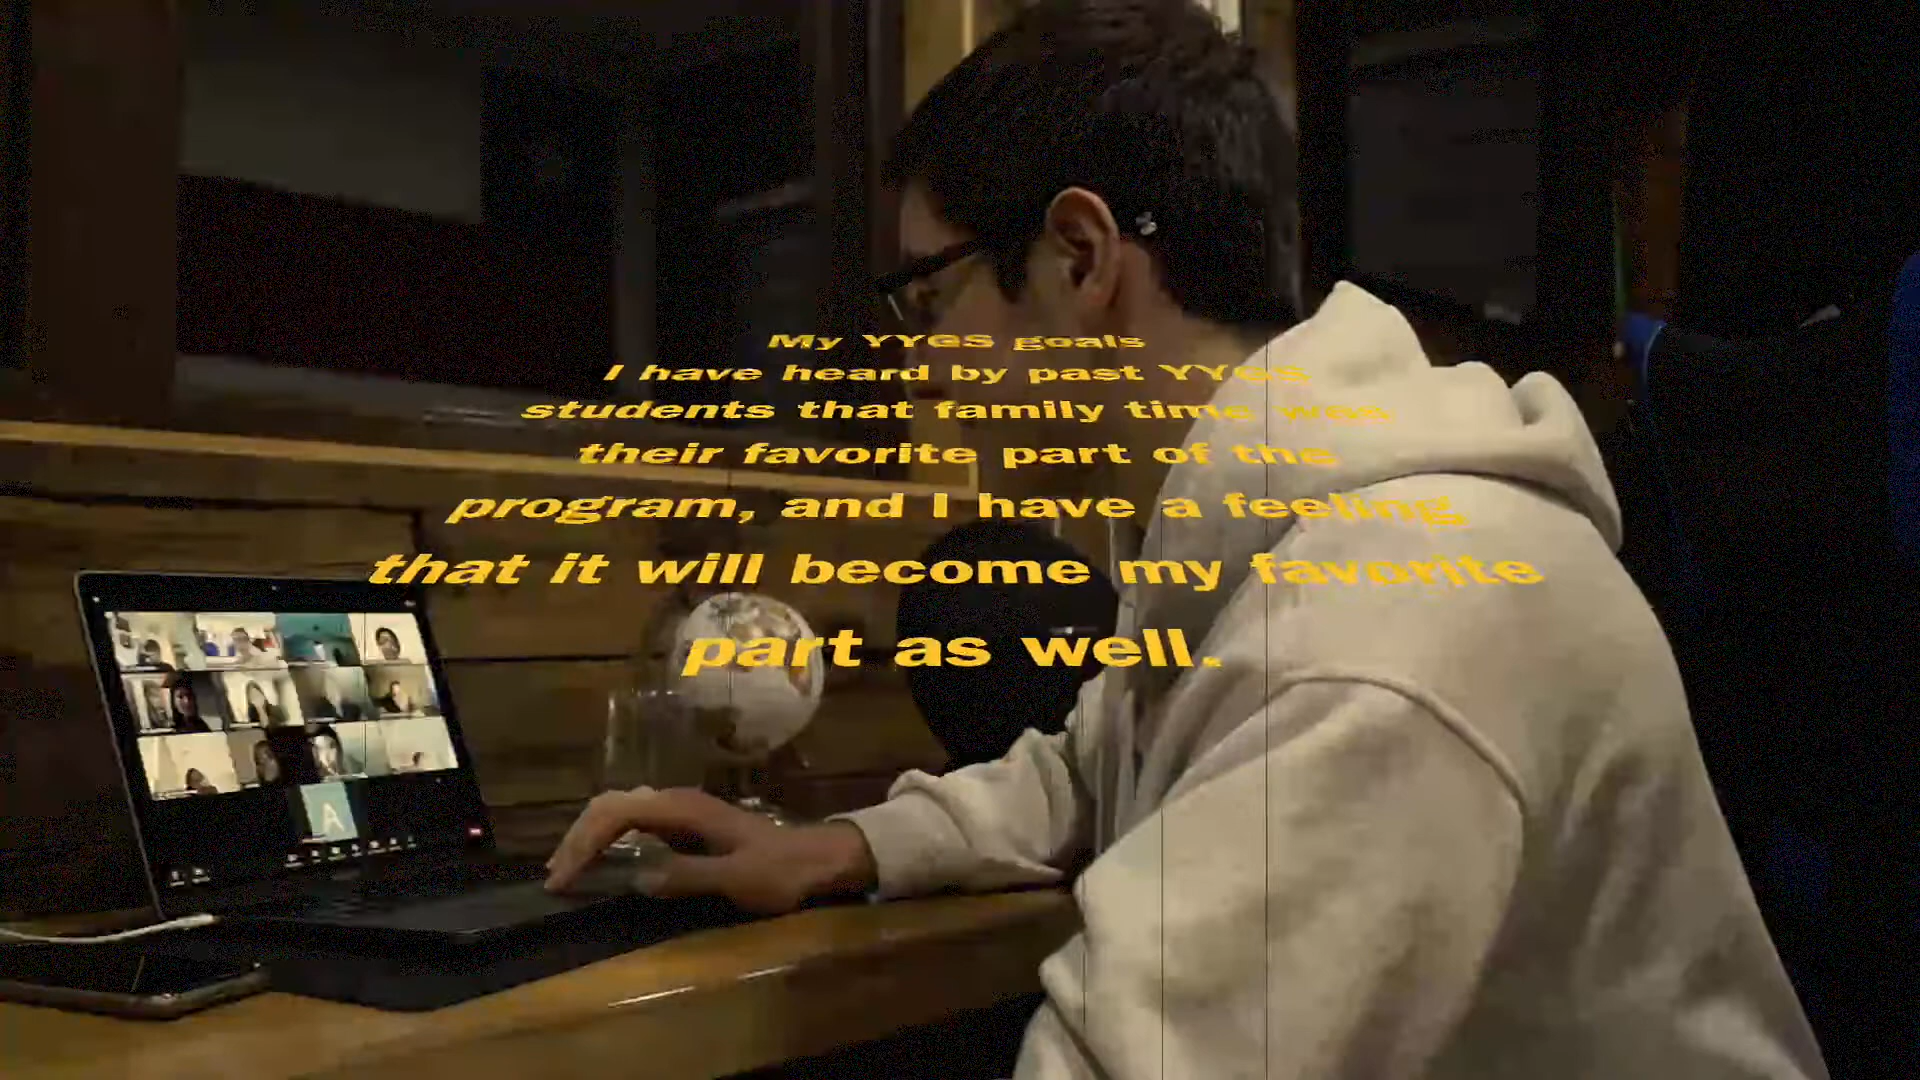 My YYGS goals
I have heard by past YYGS
students that family time was
their favorite part of the
program, and I have a feeling
that it will become my favorite
part as well.
A